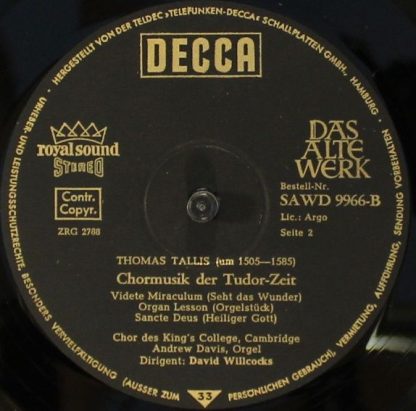 HERGESTELLT VON DER TELDEC ›TELEFUNKEN-DECCA‹ SCHALLPLATTEN GMBH., HAMBURG ·
URHEBER- UND LEISTUNGSSCHUTZRECHTE, BESONDERS VERVIELFÄLTIGUNG (AUSSER ZUM PERSÖNLICHEN GEBRAUCH), VERMIETUNG, AUFFÜHRUNG, SENDUNG VORBEHALTEN
DECCA
royal sound
STEREO
DAS
ALTE
WERK
Contr.
Copyr.
ZRG 2788
Bestell-Nr.
SAWD 9966-B
Lic.: Argo
Seite 2
THOMAS TALLIS (um 1505—1585)
Chormusik der Tudor-Zeit
Videte Miraculum (Seht das Wunder)
Organ Lesson (Orgelstück)
Sancte Deus (Heiliger Gott)
Chor des King's College, Cambridge
Andrew Davis, Orgel
Dirigent: David Willcocks
33